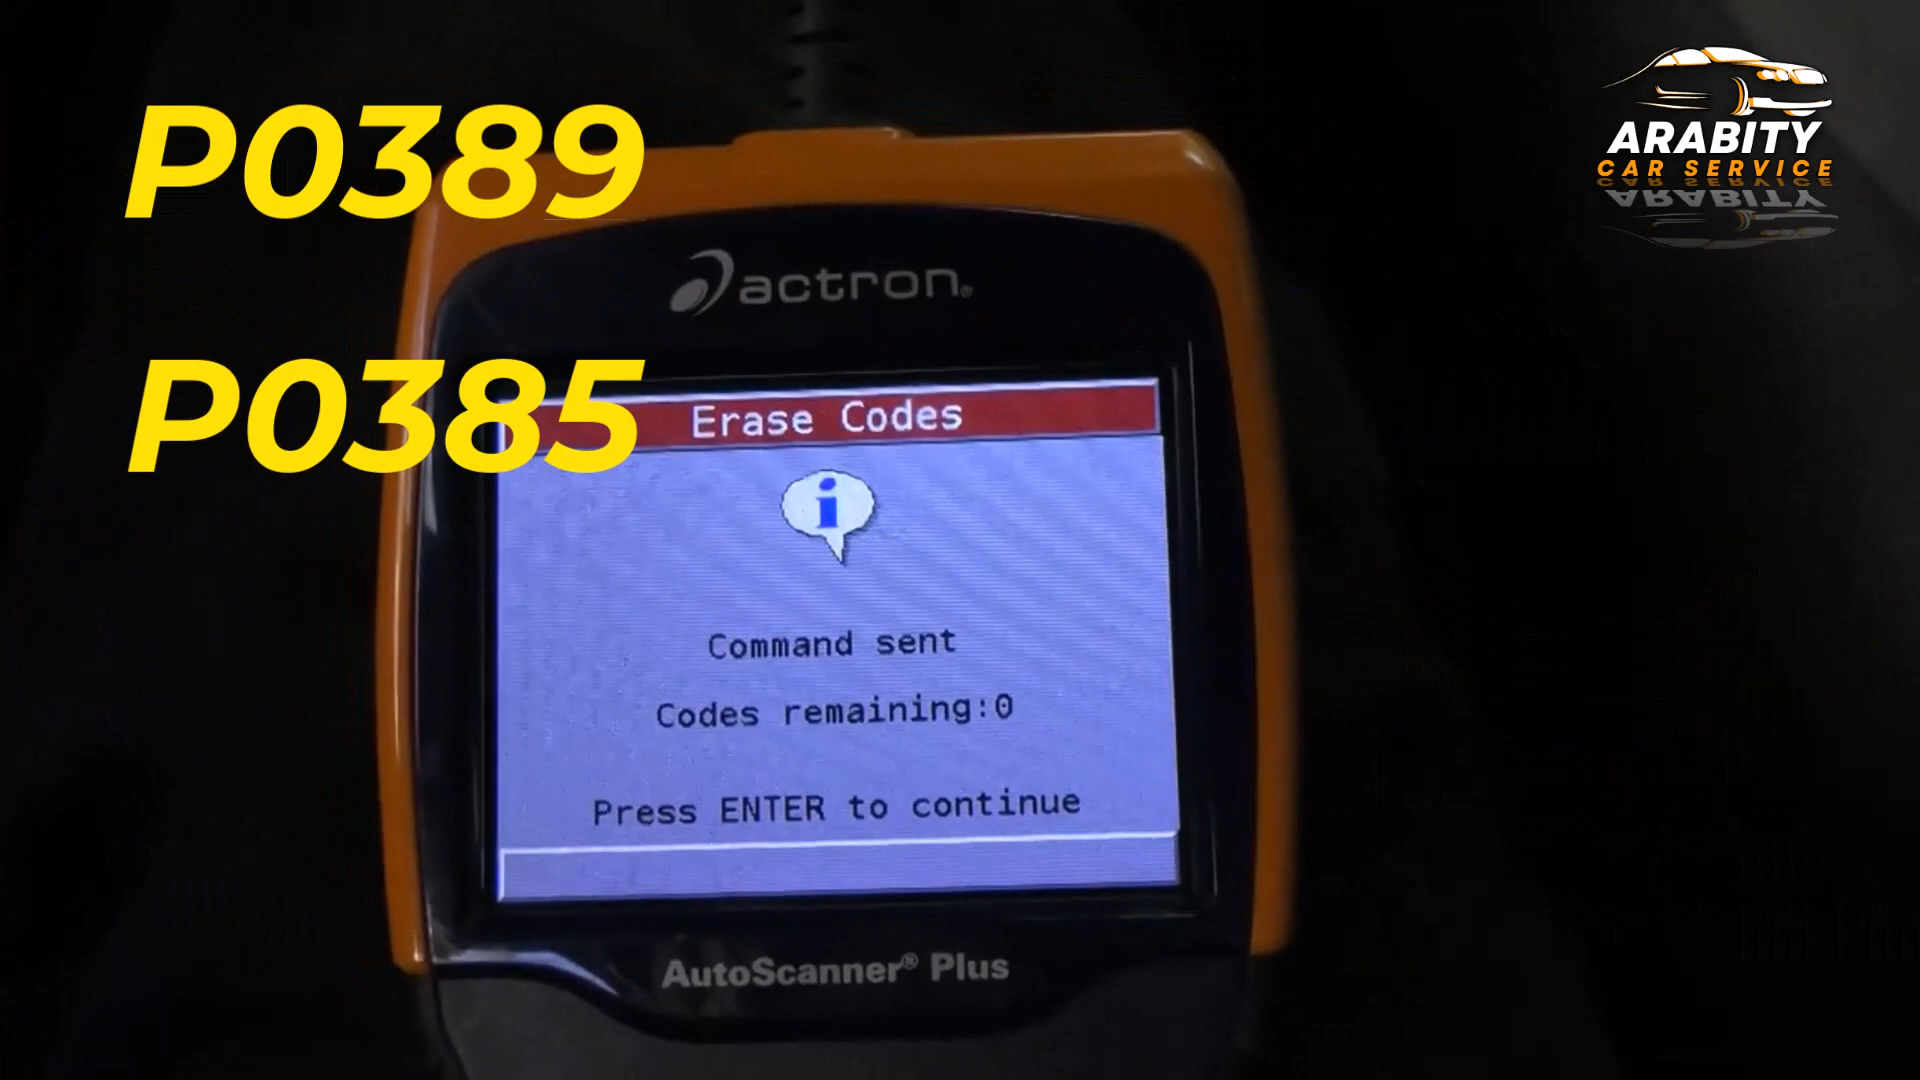 P0389
P0385
ARABITY
CAR SERVICE
actron
Erase Codes
i
Command sent
Codes remaining:0
Press ENTER to continue
AutoScanner® Plus